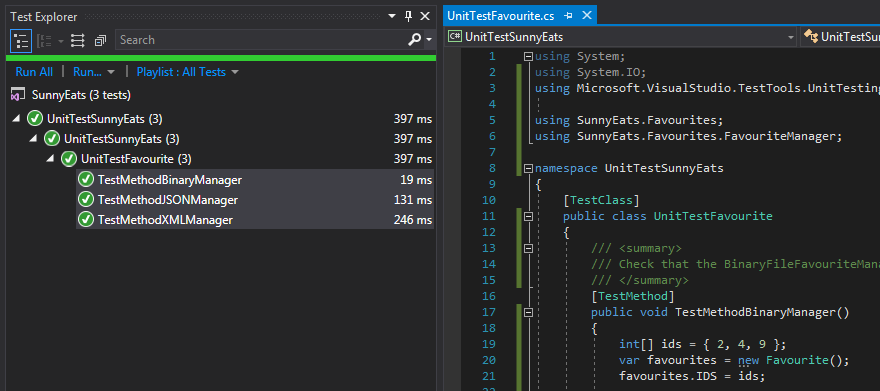 Test Explorer
Search
Run All | Run... Playlist : All Tests
SunnyEats (3 tests)
UnitTestSunnyEats (3) 397 ms
UnitTestSunnyEats (3) 397 ms
UnitTestFavourite (3) 397 ms
TestMethodBinaryManager 19 ms
TestMethodJSONManager 131 ms
TestMethodXMLManager 246 ms
UnitTestFavourite.cs
C# UnitTestSunnyEats UnitTestSunn
1 using System;
2 using System.IO;
3 using Microsoft.VisualStudio.TestTools.UnitTesting
4
5 using SunnyEats.Favourites;
6 using SunnyEats.Favourites.FavouriteManager;
7
8 namespace UnitTestSunnyEats
9 {
10 [TestClass]
11 public class UnitTestFavourite
12 {
13 /// <summary>
14 /// Check that the BinaryFileFavouriteMana
15 /// </summary>
16 [TestMethod]
17 public void TestMethodBinaryManager()
18 {
19 int[] ids = { 2, 4, 9 };
20 var favourites = new Favourite();
21 favourites.IDS = ids;